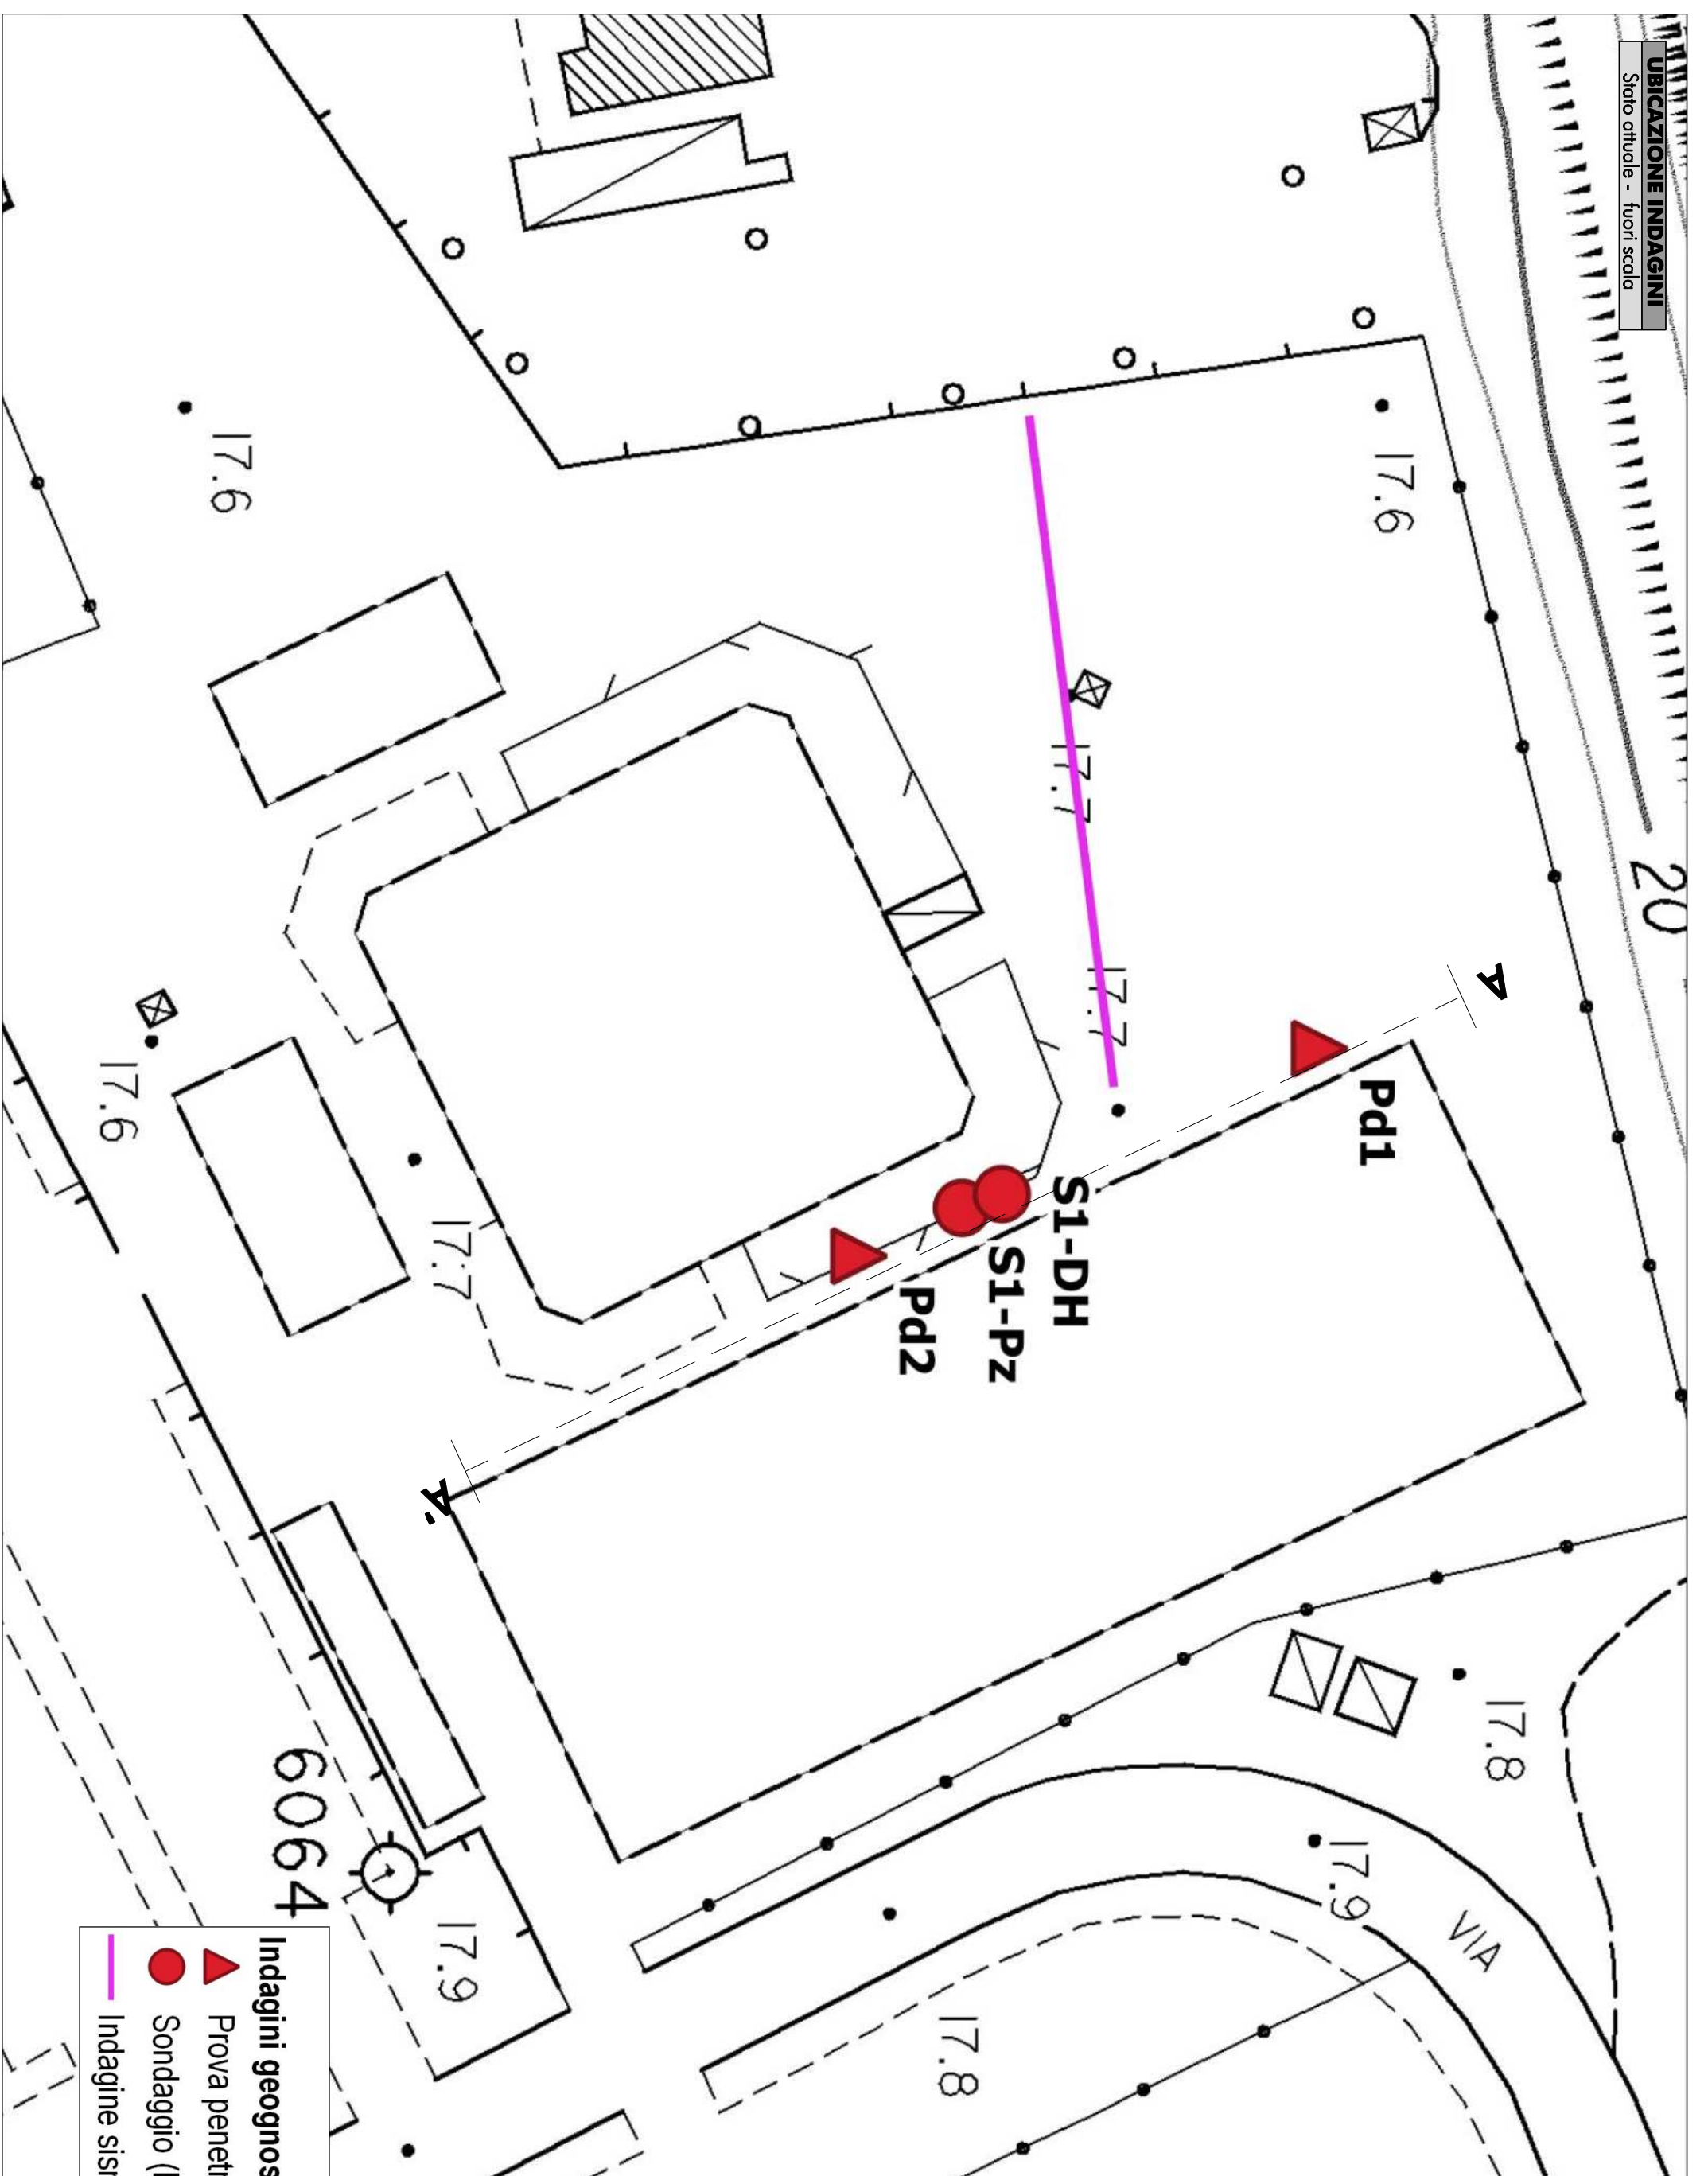 UBICAZIONE INDAGINI
Stato attuale - fuori scala
20
17.6
A
Pd1
17.7
17.7
S1-DH
S1-Pz
Pd2
17.6
17.6
17.7
A'
17.8
17.9
VIA
17.8
17.9
6064
Indagini geognos
Prova penetr
Sondaggio (
Indagine sism